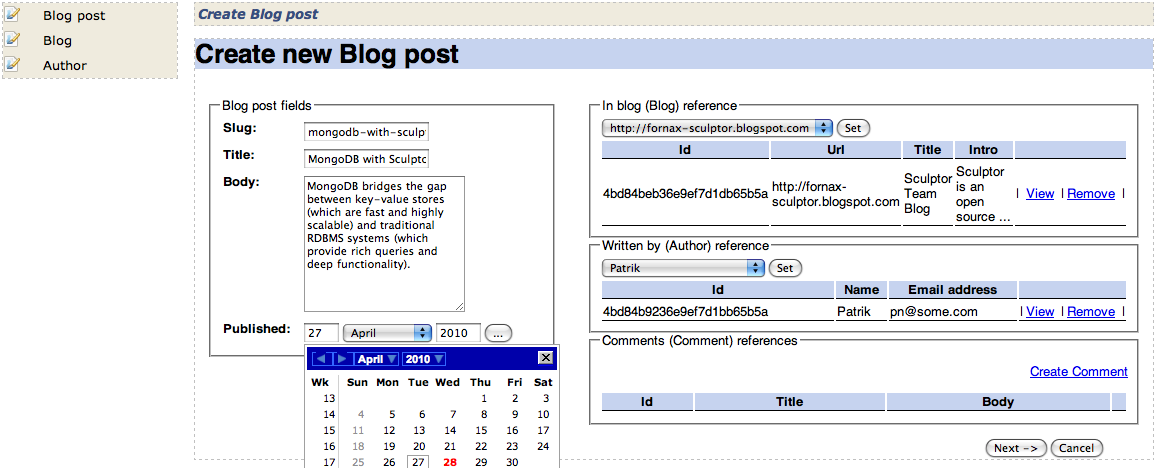 Blog post
Blog
Author
Create Blog post
Create new Blog post
Blog post fields
Slug: mongodb-with-sculpt
Title: MongoDB with Sculpto
Body: MongoDB bridges the gap
between key-value stores
(which are fast and highly
scalable) and traditional
RDBMS systems (which
provide rich queries and
deep functionality).
Published: 27 April 2010 ...
April 2010 X
Wk Sun Mon Tue Wed Thu Fri Sat
13 1 2 3
14 4 5 6 7 8 9 10
15 11 12 13 14 15 16 17
16 18 19 20 21 22 23 24
17 25 26 27 28 29 30
In blog (Blog) reference
http://fornax-sculptor.blogspot.com Set
Id Url Title Intro
4bd84beb36e9ef7d1db65b5a http://fornax-
sculptor.blogspot.com Sculptor
Team
Blog Sculptor
is an
open
source ... | View | Remove |
Written by (Author) reference
Patrik Set
Id Name Email address
4bd84b9236e9ef7d1bb65b5a Patrik pn@some.com | View | Remove |
Comments (Comment) references
Create Comment
Id Title Body
Next -> Cancel